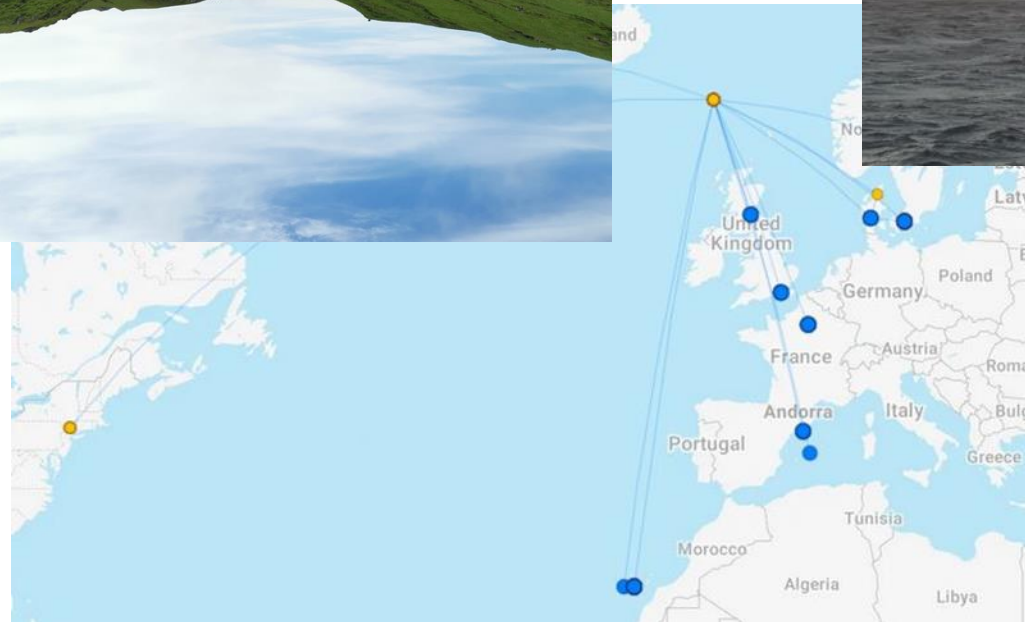 and
No
Latv
United
Kingdom
Poland
Germany
Austria
France
Roma
Andorra
Italy
Bulg
Portugal
Greece
Tunisia
Morocco
Algeria
Libya